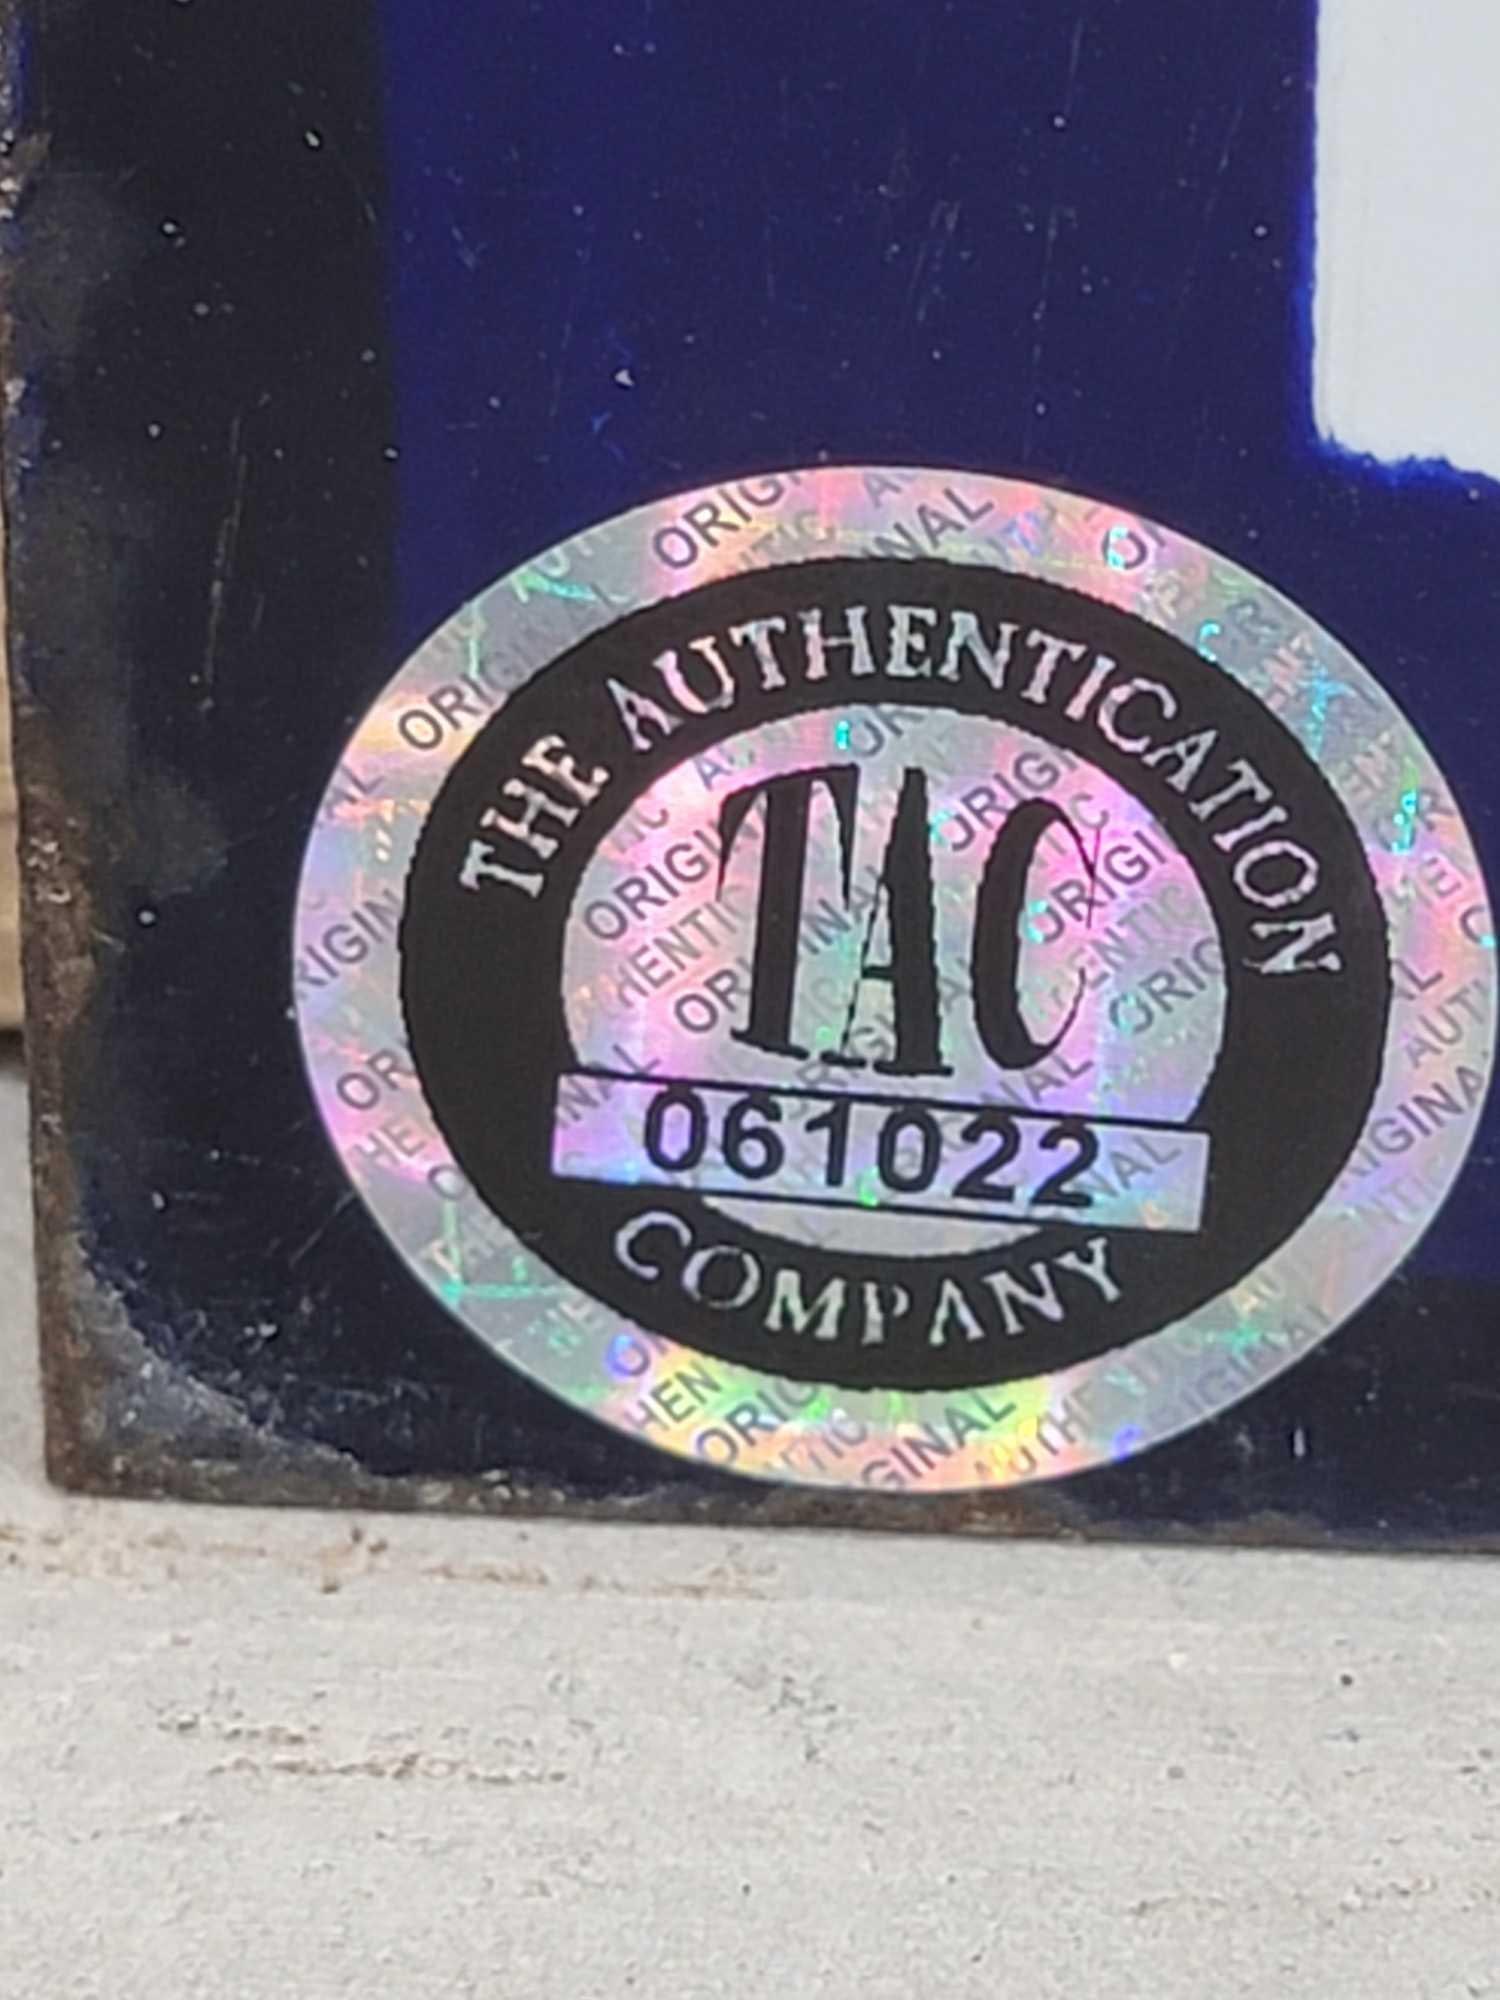 THE AUTHENTICATION
TAC
061022
COMPANY